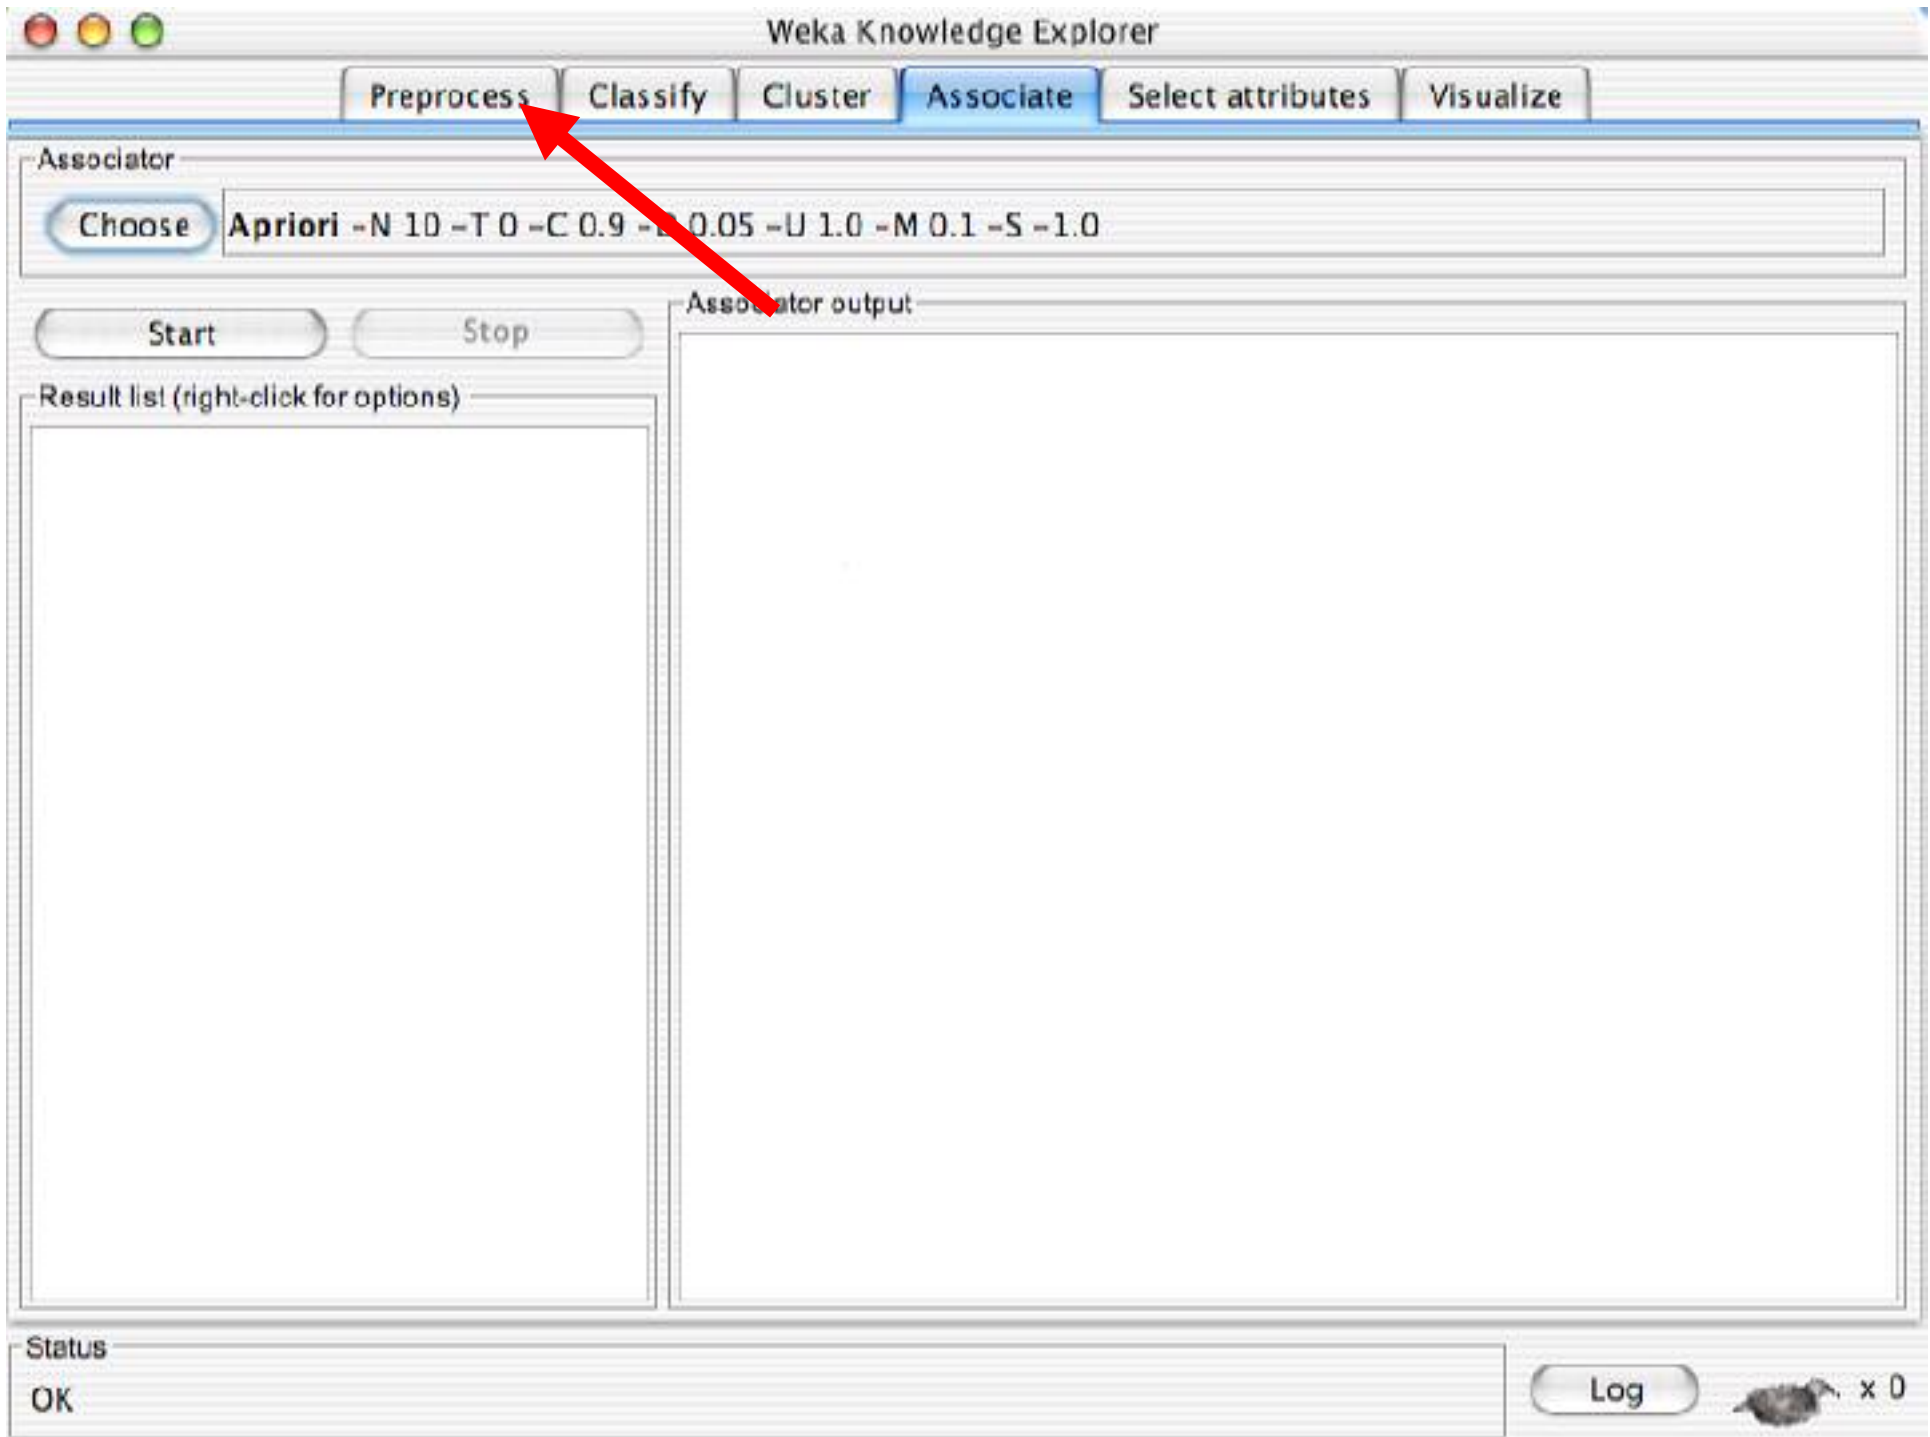 Weka Knowledge Explorer
Preprocess Classify Cluster Associate Select attributes Visualize
Associator
Choose Apriori -N 10 -T 0 -C 0.9 - 0.05 -U 1.0 -M 0.1 -S -1.0
Start Stop
Associator output
Result list (right-click for options)
Status
OK
Log x 0